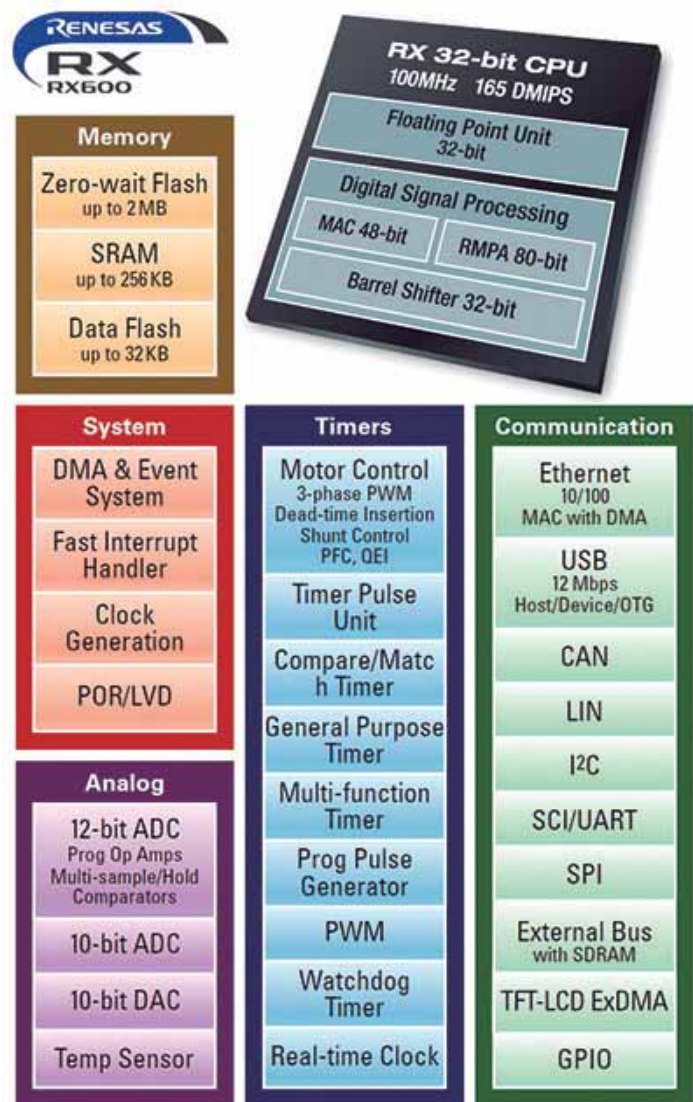 RENESAS
RX
RX600
RX 32-bit CPU
100MHz 165 DMIPS
Floating Point Unit
32-bit
Digital Signal Processing
MAC 48-bit
RMPA 80-bit
Barrel Shifter 32-bit
Memory
Zero-wait Flash
up to 2MB
SRAM
up to 256KB
Data Flash
up to 32KB
System
DMA & Event
System
Fast Interrupt
Handler
Clock
Generation
POR/LVD
Analog
12-bit ADC
Prog Op Amps
Multi-sample/Hold
Comparators
10-bit ADC
10-bit DAC
Temp Sensor
Timers
Motor Control
3-phase PWM
Dead-time Insertion
Shunt Control
PFC, QEI
Timer Pulse
Unit
Compare/Matc
h Timer
General Purpose
Timer
Multi-function
Timer
Prog Pulse
Generator
PWM
Watchdog
Timer
Real-time Clock
Communication
Ethernet
10/100
MAC with DMA
USB
12 Mbps
Host/Device/OTG
CAN
LIN
I²C
SCI/UART
SPI
External Bus
with SDRAM
TFT-LCD ExDMA
GPIO